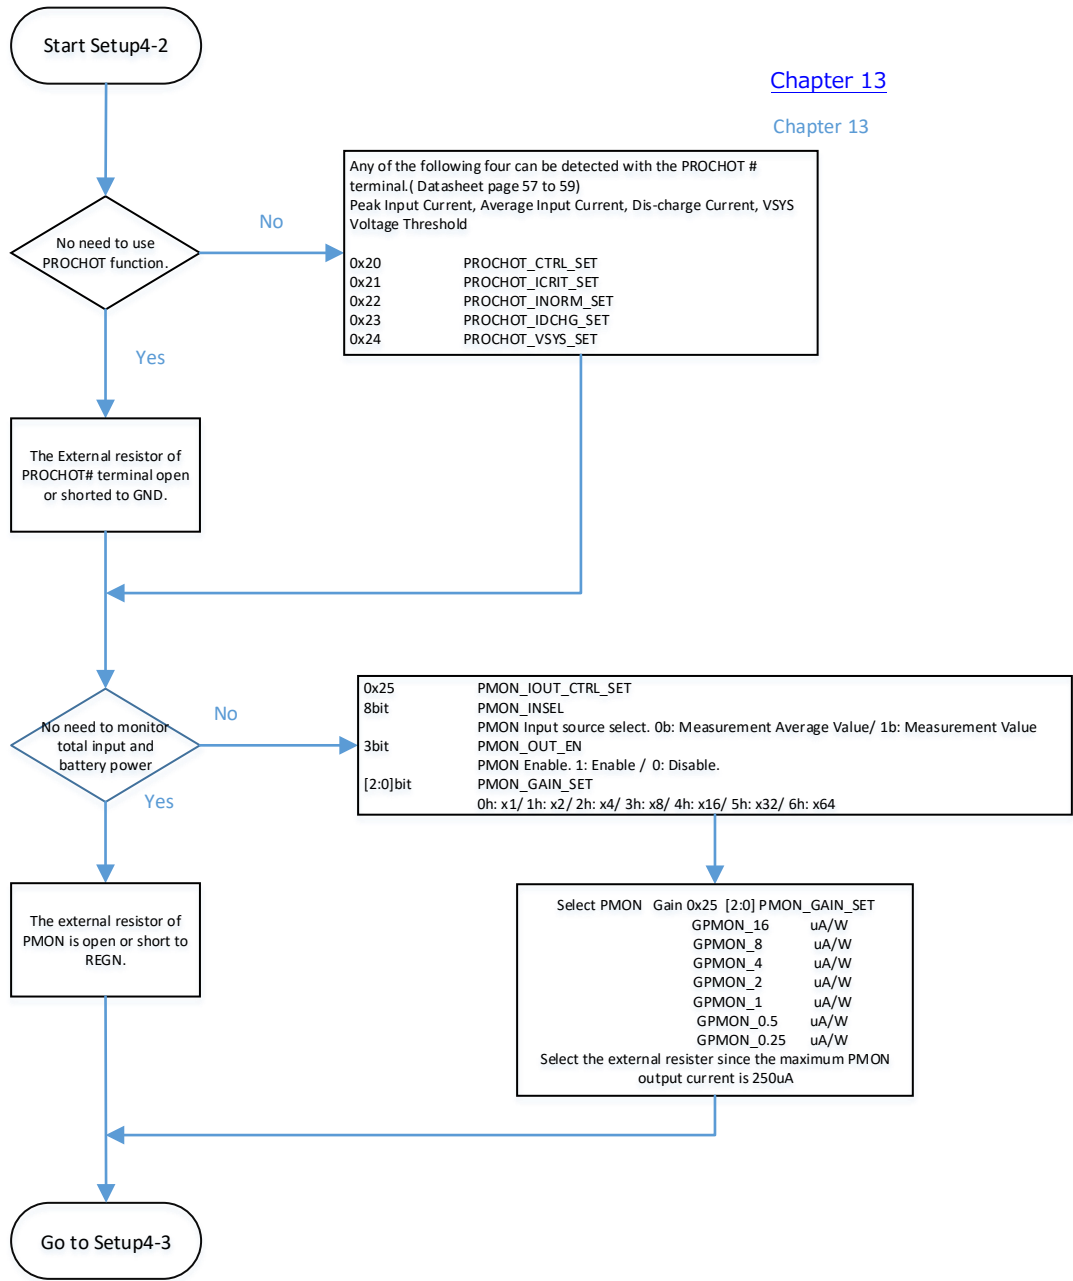 Start Setup4-2
Chapter 13
Chapter 13
Any of the following four can be detected with the PROCHOT #
terminal.( Datasheet page 57 to 59)
Peak Input Current, Average Input Current, Dis-charge Current, VSYS
Voltage Threshold
0x20 PROCHOT_CTRL_SET
0x21 PROCHOT_ICRIT_SET
0x22 PROCHOT_INORM_SET
0x23 PROCHOT_IDCHG_SET
0x24 PROCHOT_VSYS_SET
No
No need to use
PROCHOT function.
Yes
The External resistor of
PROCHOT# terminal open
or shorted to GND.
No need to monitor
total input and
battery power
No
0x25 PMON_IOUT_CTRL_SET
8bit PMON_INSEL
PMON Input source select. 0b: Measurement Average Value/ 1b: Measurement Value
3bit PMON_OUT_EN
PMON Enable. 1: Enable / 0: Disable.
[2:0]bit PMON_GAIN_SET
0h: x1/ 1h: x2/ 2h: x4/ 3h: x8/ 4h: x16/ 5h: x32/ 6h: x64
Yes
The external resistor of
PMON is open or short to
REGN.
Select PMON Gain 0x25 [2:0] PMON_GAIN_SET
GPMON_16 uA/W
GPMON_8 uA/W
GPMON_4 uA/W
GPMON_2 uA/W
GPMON_1 uA/W
GPMON_0.5 uA/W
GPMON_0.25 uA/W
Select the external resister since the maximum PMON
output current is 250uA
Go to Setup4-3